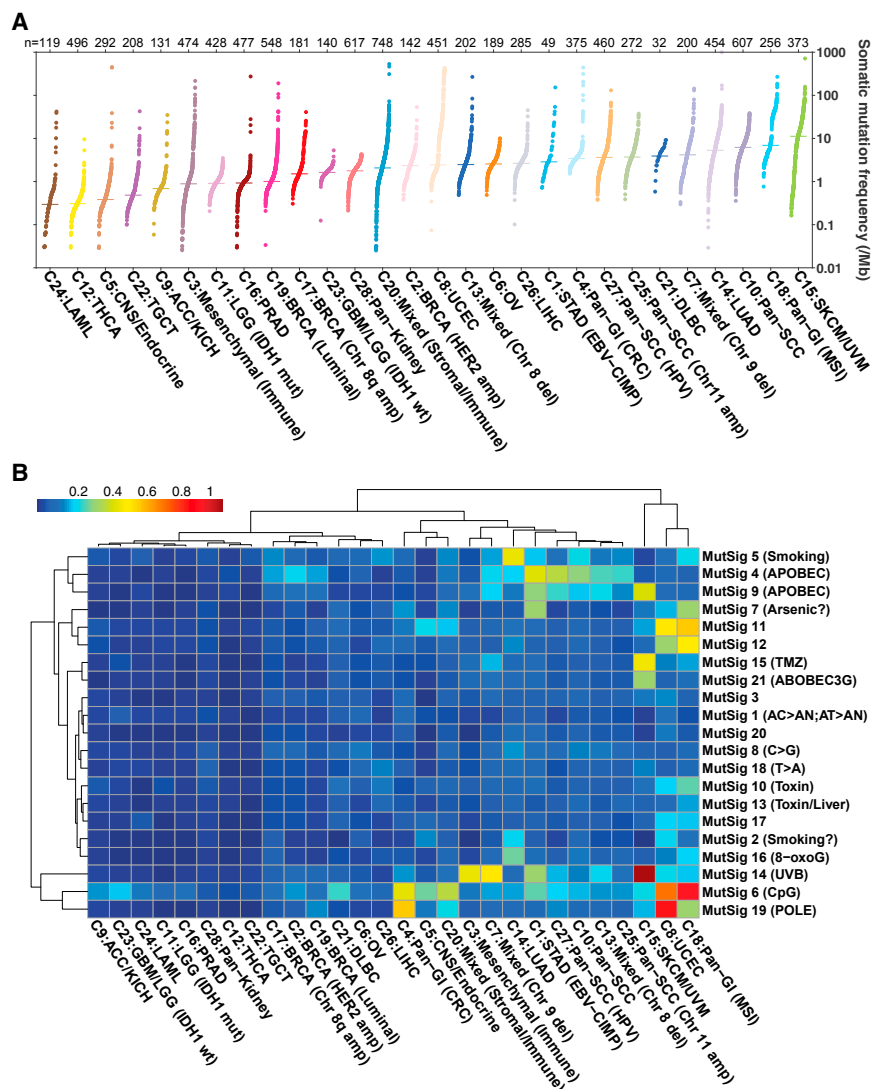 A
n=119 496 292 208 131 474 428 477 548 181 140 617 748 142 451 202 189 285 49 375 460 272 32 200 454 607 256 373
1000
100
10
1
0.1
0.01
Somatic mutation frequency (/Mb)
C24:LAML
C12:THCA
C5:CNS/Endocrine
C22:TGCT
C9:ACC/KICH
C3:Mesenchymal (Immune)
C11:LGG (IDH1 mut)
C16:PRAD
C19:BRCA (Luminal)
C17:BRCA (Chr 8q amp)
C23:GBM/LGG (IDH1 wt)
C28:Pan−Kidney
C20:Mixed (Stromal/Immune)
C2:BRCA (HER2 amp)
C8:UCEC
C13:Mixed (Chr 8 del)
C6:OV
C26:LIHC
C1:STAD (EBV−CIMP)
C4:Pan−GI (CRC)
C27:Pan−SCC (HPV)
C25:Pan−SCC (Chr11 amp)
C21:DLBC
C7:Mixed (Chr 9 del)
C14:LUAD
C10:Pan−SCC
C18:Pan−GI (MSI)
C15:SKCM/UVM
B
0.2 0.4 0.6 0.8 1
MutSig 5 (Smoking)
MutSig 4 (APOBEC)
MutSig 9 (APOBEC)
MutSig 7 (Arsenic?)
MutSig 11
MutSig 12
MutSig 15 (TMZ)
MutSig 21 (ABOBEC3G)
MutSig 3
MutSig 1 (AC>AN;AT>AN)
MutSig 20
MutSig 8 (C>G)
MutSig 18 (T>A)
MutSig 10 (Toxin)
MutSig 13 (Toxin/Liver)
MutSig 17
MutSig 2 (Smoking?)
MutSig 16 (8−oxoG)
MutSig 14 (UVB)
MutSig 6 (CpG)
MutSig 19 (POLE)
C9:ACC/KICH
C23:GBM/LGG (IDH1 wt)
C24:LAML
C11:LGG (IDH1 mut)
C16:PRAD
C28:Pan−Kidney
C12:THCA
C22:TGCT
C17:BRCA (Chr 8q amp)
C2:BRCA (HER2 amp)
C19:BRCA (Luminal)
C21:DLBC
C6:OV
C26:LIHC
C4:Pan−GI (CRC)
C5:CNS/Endocrine
C20:Mixed (Stromal/Immune)
C3:Mesenchymal (Immune)
C7:Mixed (Chr 9 del)
C14:LUAD
C1:STAD (EBV−CIMP)
C27:Pan−SCC (HPV)
C10:Pan−SCC
C13:Mixed (Chr 8 del)
C25:Pan−SCC (Chr 11 amp)
C15:SKCM/UVM
C8:UCEC
C18:Pan−GI (MSI)